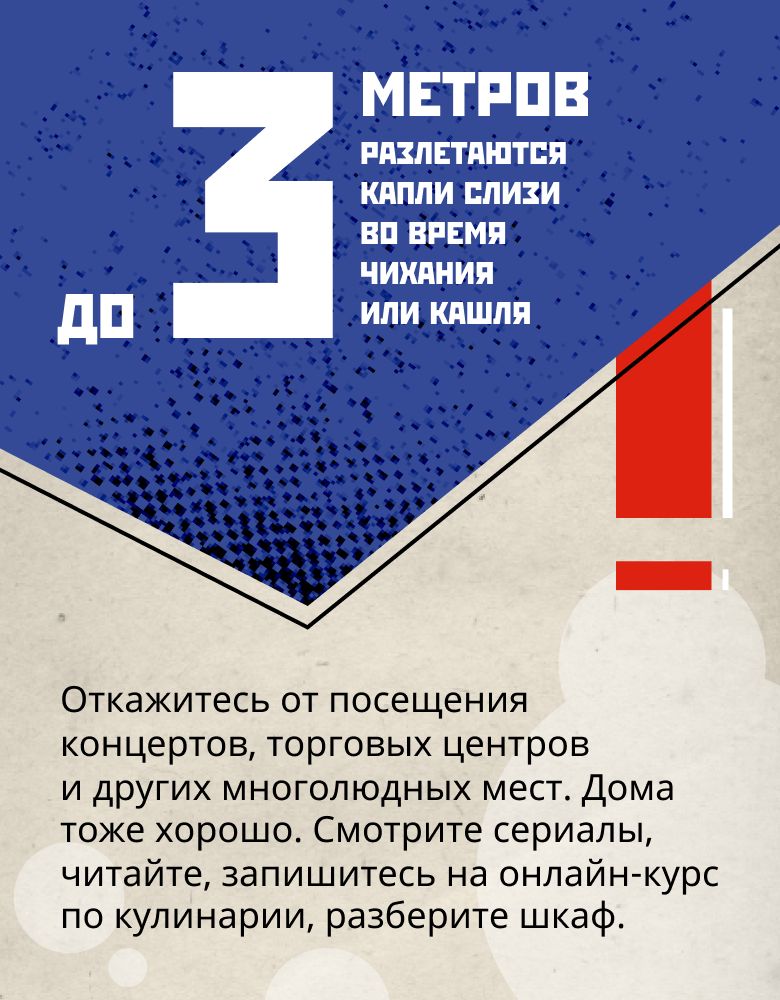 ДО 3 МЕТРОВ
РАЗЛЕТАЮТСЯ
КАПЛИ СЛИЗИ
ВО ВРЕМЯ
ЧИХАНИЯ
ИЛИ КАШЛЯ
Откажитесь от посещения
концертов, торговых центров
и других многолюдных мест. Дома
тоже хорошо. Смотрите сериалы,
читайте, запишитесь на онлайн-курс
по кулинарии, разберите шкаф.